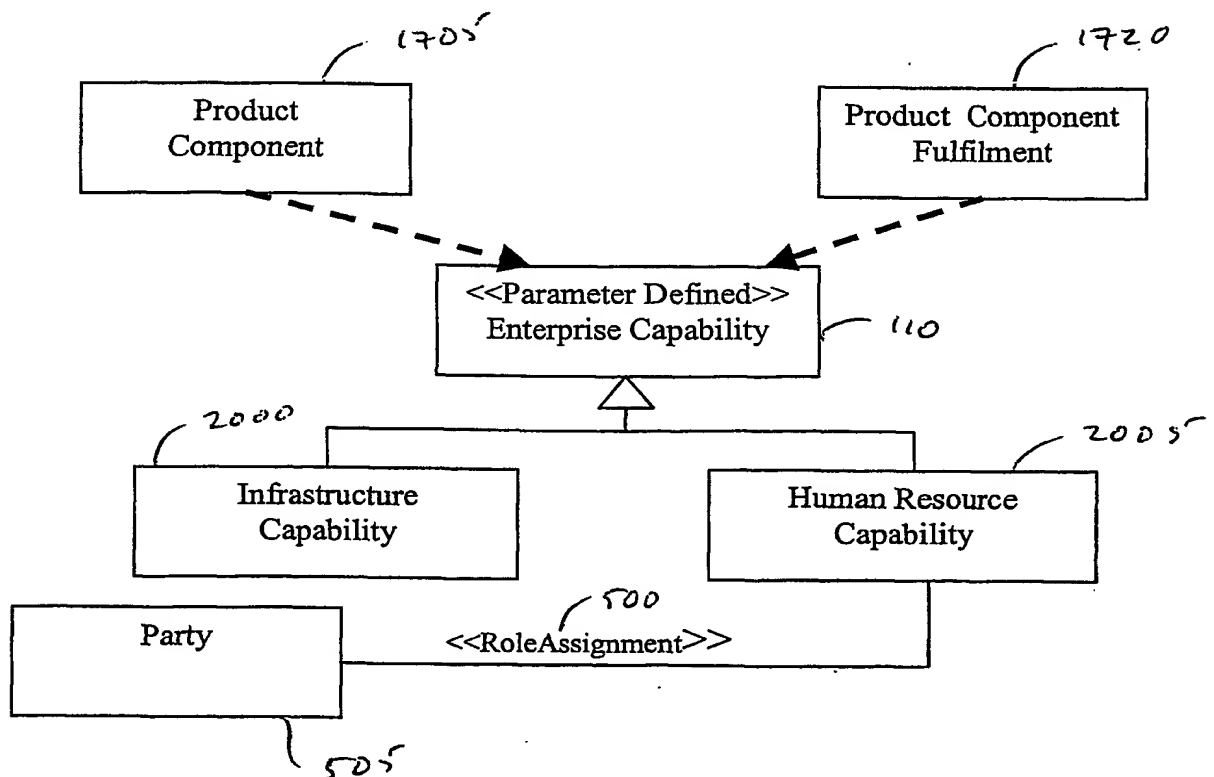 1705
1720
Product
Component
Product Component
Fulfilment
<<Parameter Defined>>
Enterprise Capability
110
2000
2005
Infrastructure
Capability
Human Resource
Capability
500
Party
<<RoleAssignment>>
505